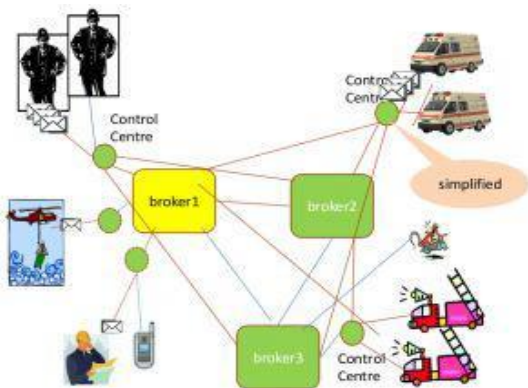 Control
Centre
Control
Centre
simplified
broker1
broker2
broker3
Control
Centre